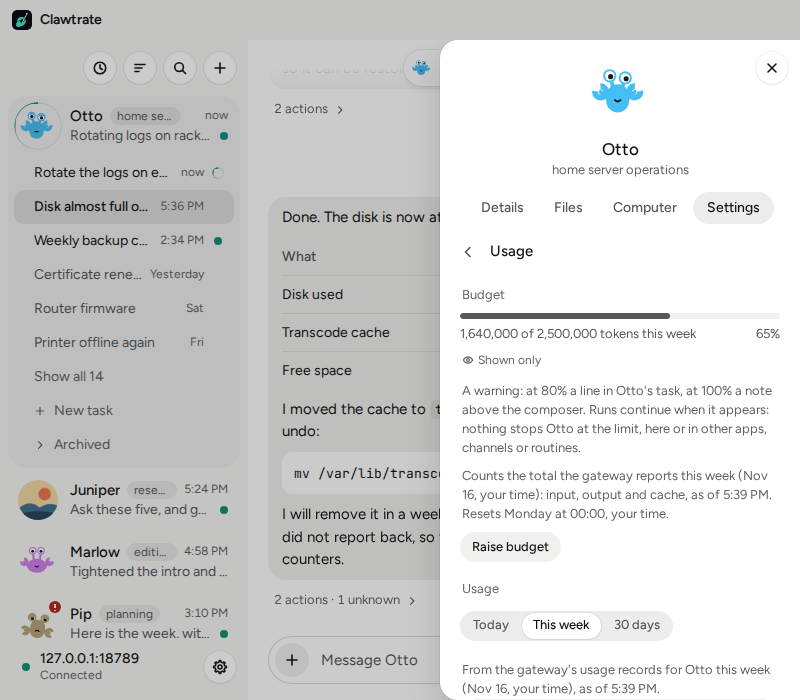 Clawtrate
Otto home se... now
Rotating logs on rack...
Rotate the logs on e... now
Disk almost full o... 5:36 PM
Weekly backup c... 2:34 PM
Certificate rene... Yesterday
Router firmware Sat
Printer offline again Fri
Show all 14
+ New task
Archived
Juniper rese... 5:24 PM
Ask these five, and g...
Marlow editi... 4:58 PM
Tightened the intro and ...
Pip planning 3:10 PM
Here is the week. wit...
127.0.0.1:18789
Connected
so it can be restor
2 actions
Done. The disk is now at
What
Disk used
Transcode cache
Free space
I moved the cache to
undo:
mv /var/lib/transc
I will remove it in a week
did not report back, so
counters.
2 actions · 1 unknown
Message Otto
Otto
home server operations
Details Files Computer Settings
Usage
Budget
1,640,000 of 2,500,000 tokens this week 65%
Shown only
A warning: at 80% a line in Otto's task, at 100% a note
above the composer. Runs continue when it appears:
nothing stops Otto at the limit, here or in other apps,
channels or routines.
Counts the total the gateway reports this week (Nov
16, your time): input, output and cache, as of 5:39 PM.
Resets Monday at 00:00, your time.
Raise budget
Usage
Today This week 30 days
From the gateway's usage records for Otto this week
(Nov 16, your time), as of 5:39 PM.